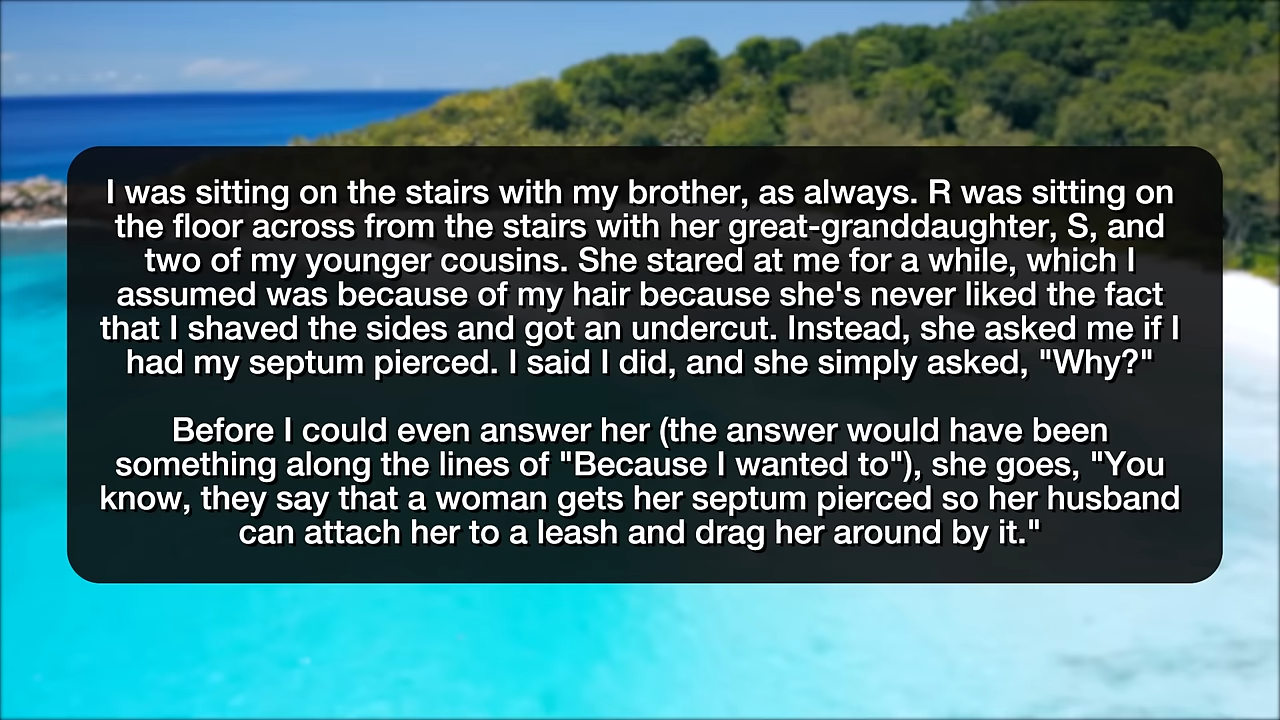 I was sitting on the stairs with my brother, as always. R was sitting on
the floor across from the stairs with her great-granddaughter, S, and
two of my younger cousins. She stared at me for a while, which I
assumed was because of my hair because she's never liked the fact
that I shaved the sides and got an undercut. Instead, she asked me if I
had my septum pierced. I said I did, and she simply asked, "Why?"
Before I could even answer her (the answer would have been
something along the lines of "Because I wanted to"), she goes, "You
know, they say that a woman gets her septum pierced so her husband
can attach her to a leash and drag her around by it."